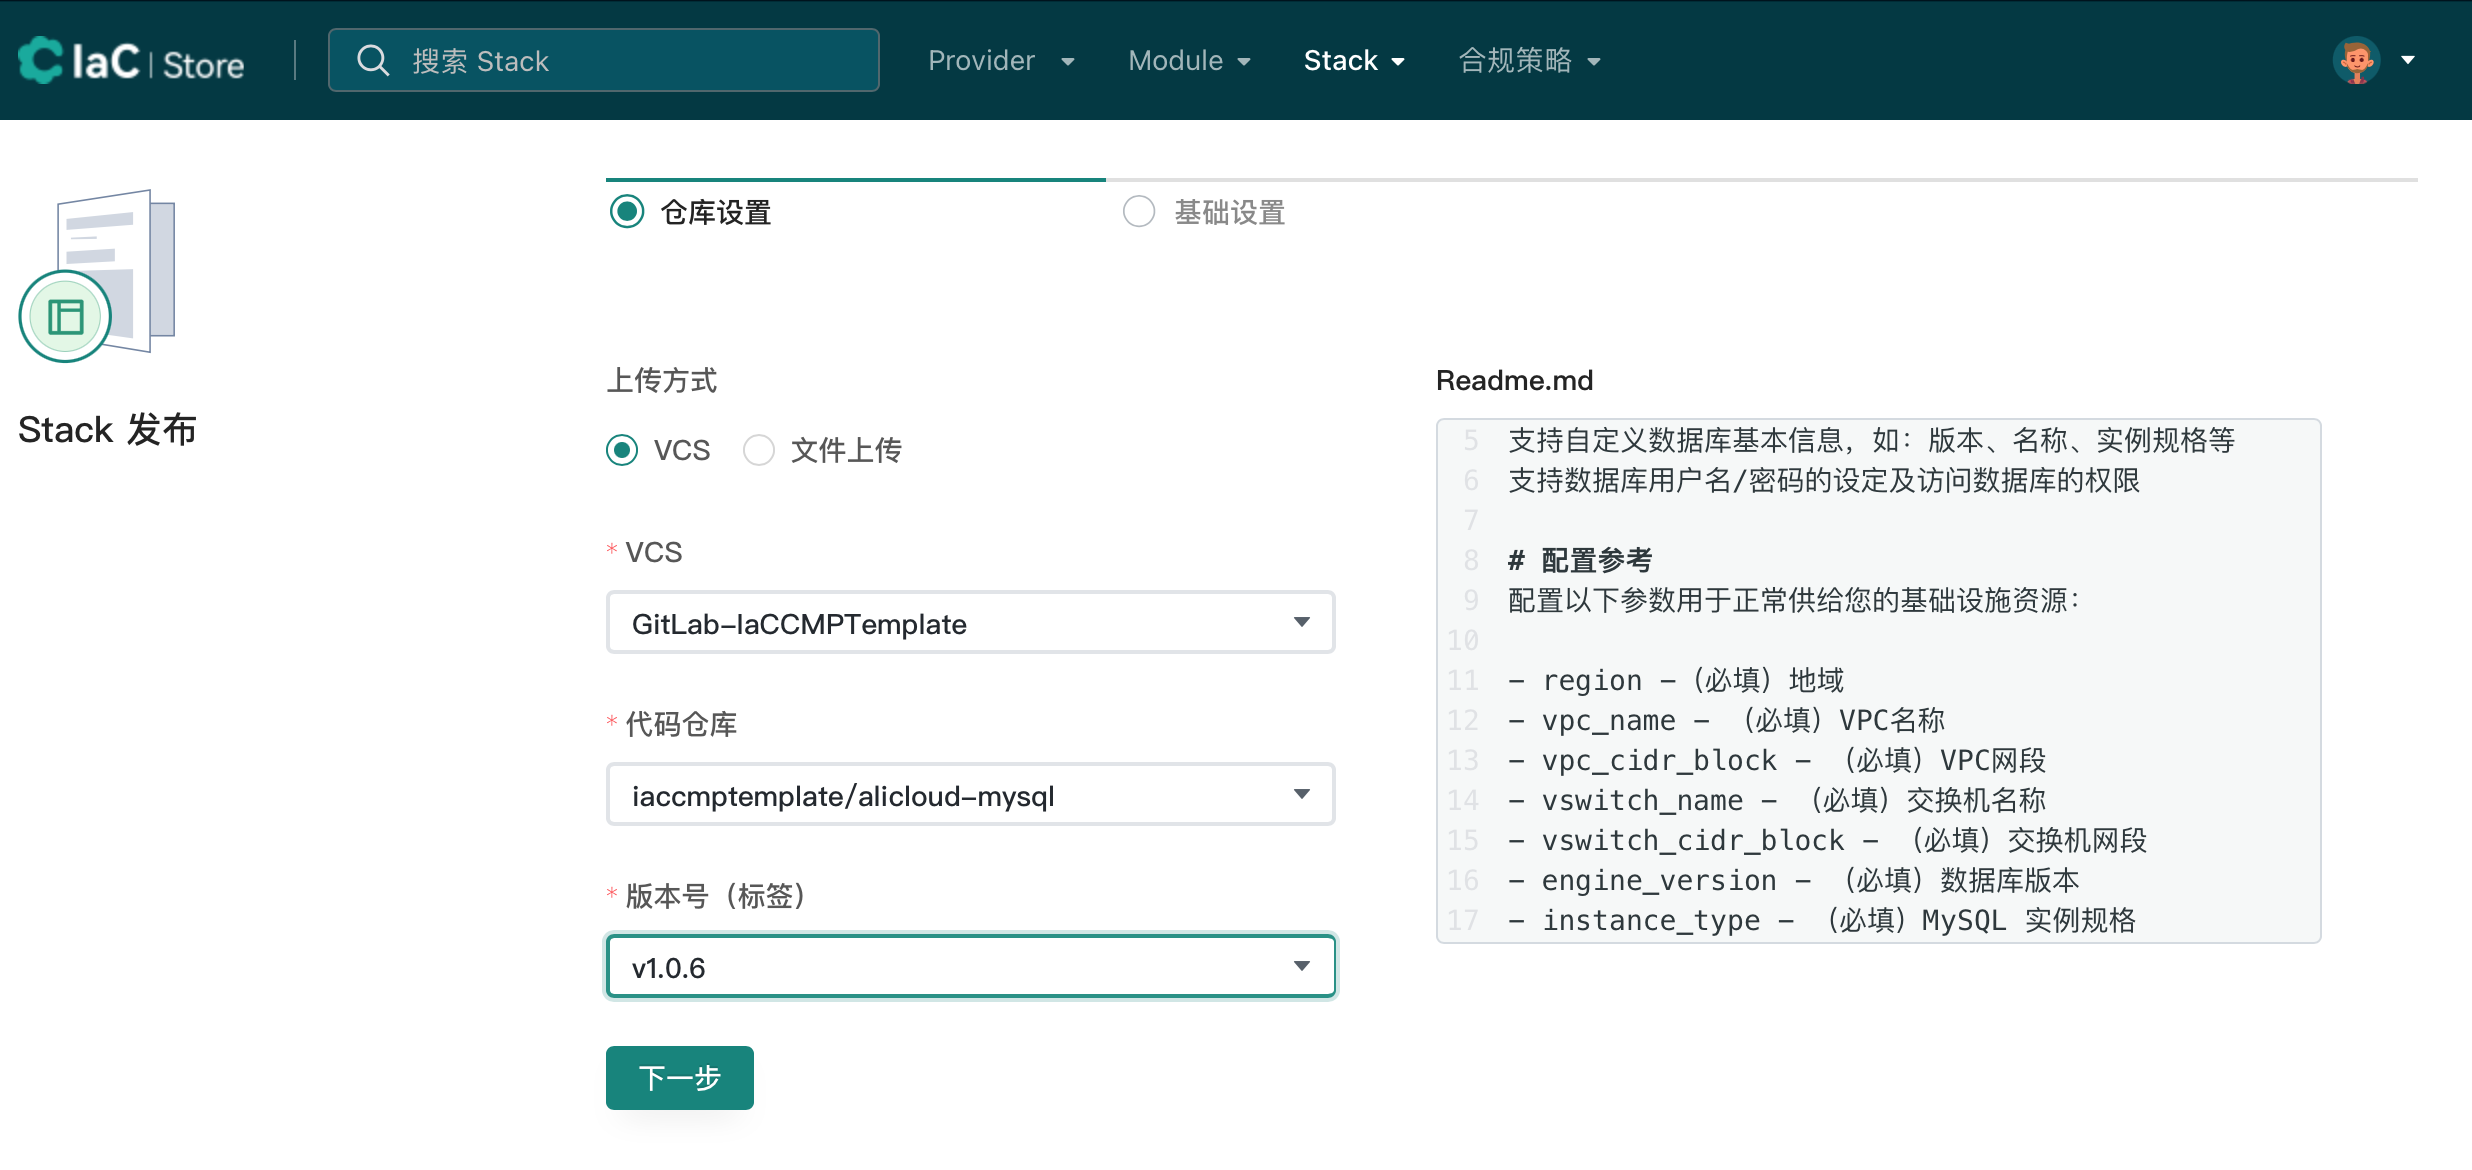 IaC | Store
搜索 Stack
Provider
Module
Stack
合规策略
Stack 发布
仓库设置
基础设置
上传方式
VCS
文件上传
* VCS
GitLab-IaCCMPTemplate
* 代码仓库
iaccmptemplate/alicloud-mysql
* 版本号（标签）
v1.0.6
下一步
Readme.md
5 支持自定义数据库基本信息，如：版本、名称、实例规格等
6 支持数据库用户名/密码的设定及访问数据库的权限
7
8 # 配置参考
9 配置以下参数用于正常供给您的基础设施资源：
10
11 - region -（必填）地域
12 - vpc_name - （必填）VPC名称
13 - vpc_cidr_block - （必填）VPC网段
14 - vswitch_name - （必填）交换机名称
15 - vswitch_cidr_block - （必填）交换机网段
16 - engine_version - （必填）数据库版本
17 - instance_type - （必填）MySQL 实例规格